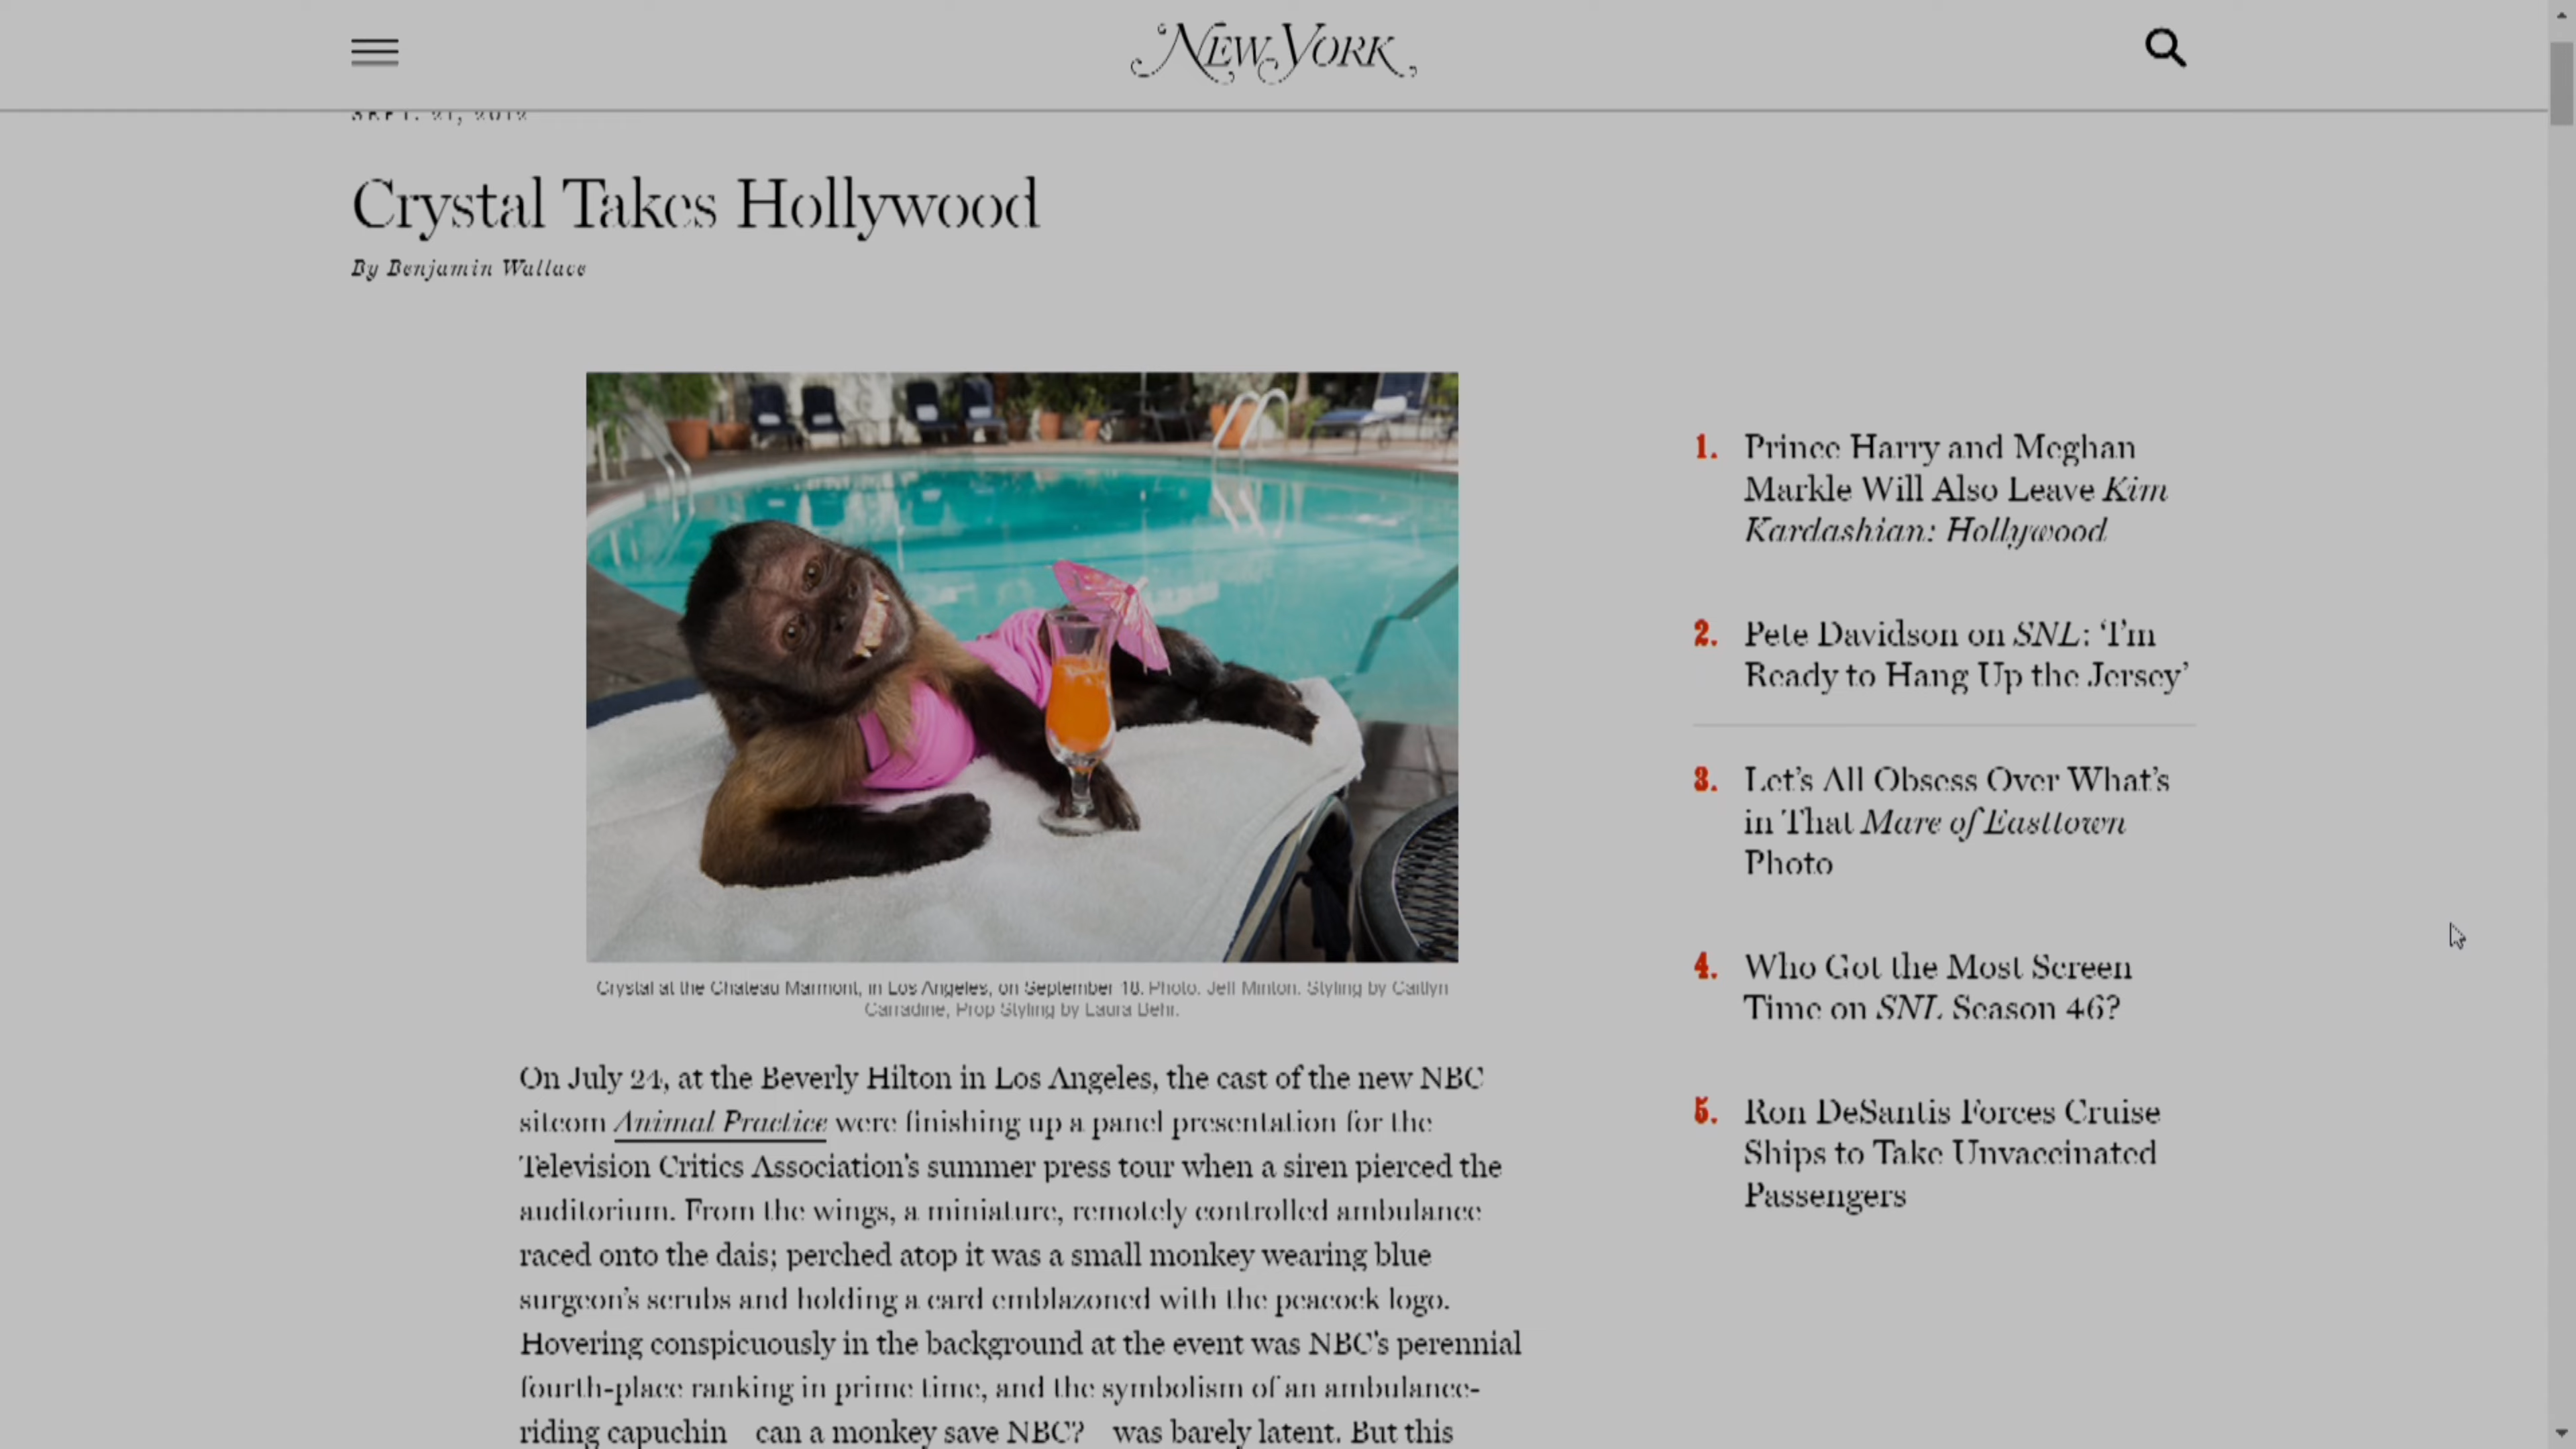 NEW YORK
SEPT. 21, 2012
Crystal Takes Hollywood
By Benjamin Wallace
Crystal at the Chateau Marmont, in Los Angeles, on September 18. Photo: Jeff Minton. Styling by Caitlyn
Carradine, Prop Styling by Laura Behr.
On July 24, at the Beverly Hilton in Los Angeles, the cast of the new NBC
sitcom Animal Practice were finishing up a panel presentation for the
Television Critics Association's summer press tour when a siren pierced the
auditorium. From the wings, a miniature, remotely controlled ambulance
raced onto the dais; perched atop it was a small monkey wearing blue
surgeon's scrubs and holding a card emblazoned with the peacock logo.
Hovering conspicuously in the background at the event was NBC's perennial
fourth-place ranking in prime time, and the symbolism of an ambulance-
riding capuchin can a monkey save NBC? was barely latent. But this
1. Prince Harry and Meghan
Markle Will Also Leave Kim
Kardashian: Hollywood
2. Pete Davidson on SNL: 'I'm
Ready to Hang Up the Jersey'
3. Let's All Obsess Over What's
in That Mare of Easttown
Photo
4. Who Got the Most Screen
Time on SNL Season 46?
5. Ron DeSantis Forces Cruise
Ships to Take Unvaccinated
Passengers